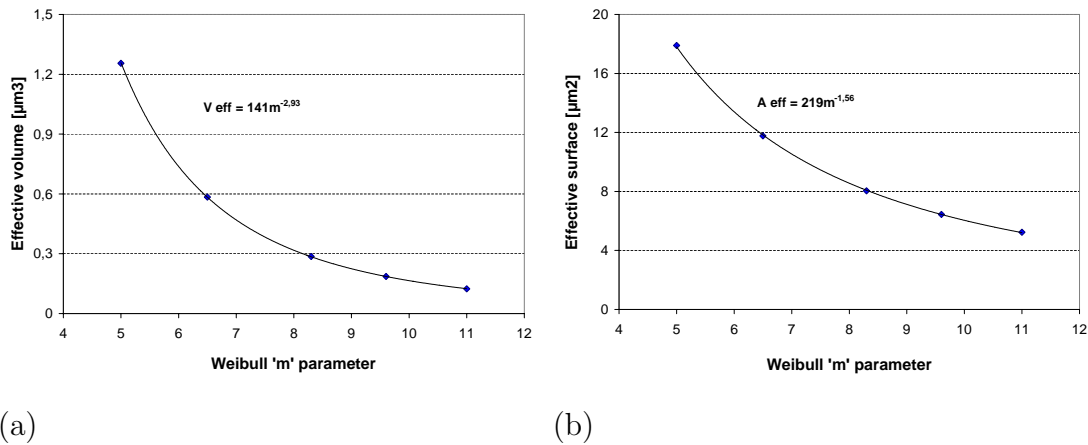 1,5
1,2
0,9
0,6
0,3
0
4 5 6 7 8 9 10 11 12
Effective volume [µm3]
V eff = 141m-2,93
Weibull 'm' parameter
(a)
20
16
12
8
4
0
4 5 6 7 8 9 10 11 12
Effective surface [µm2]
A eff = 219m-1,56
Weibull 'm' parameter
(b)